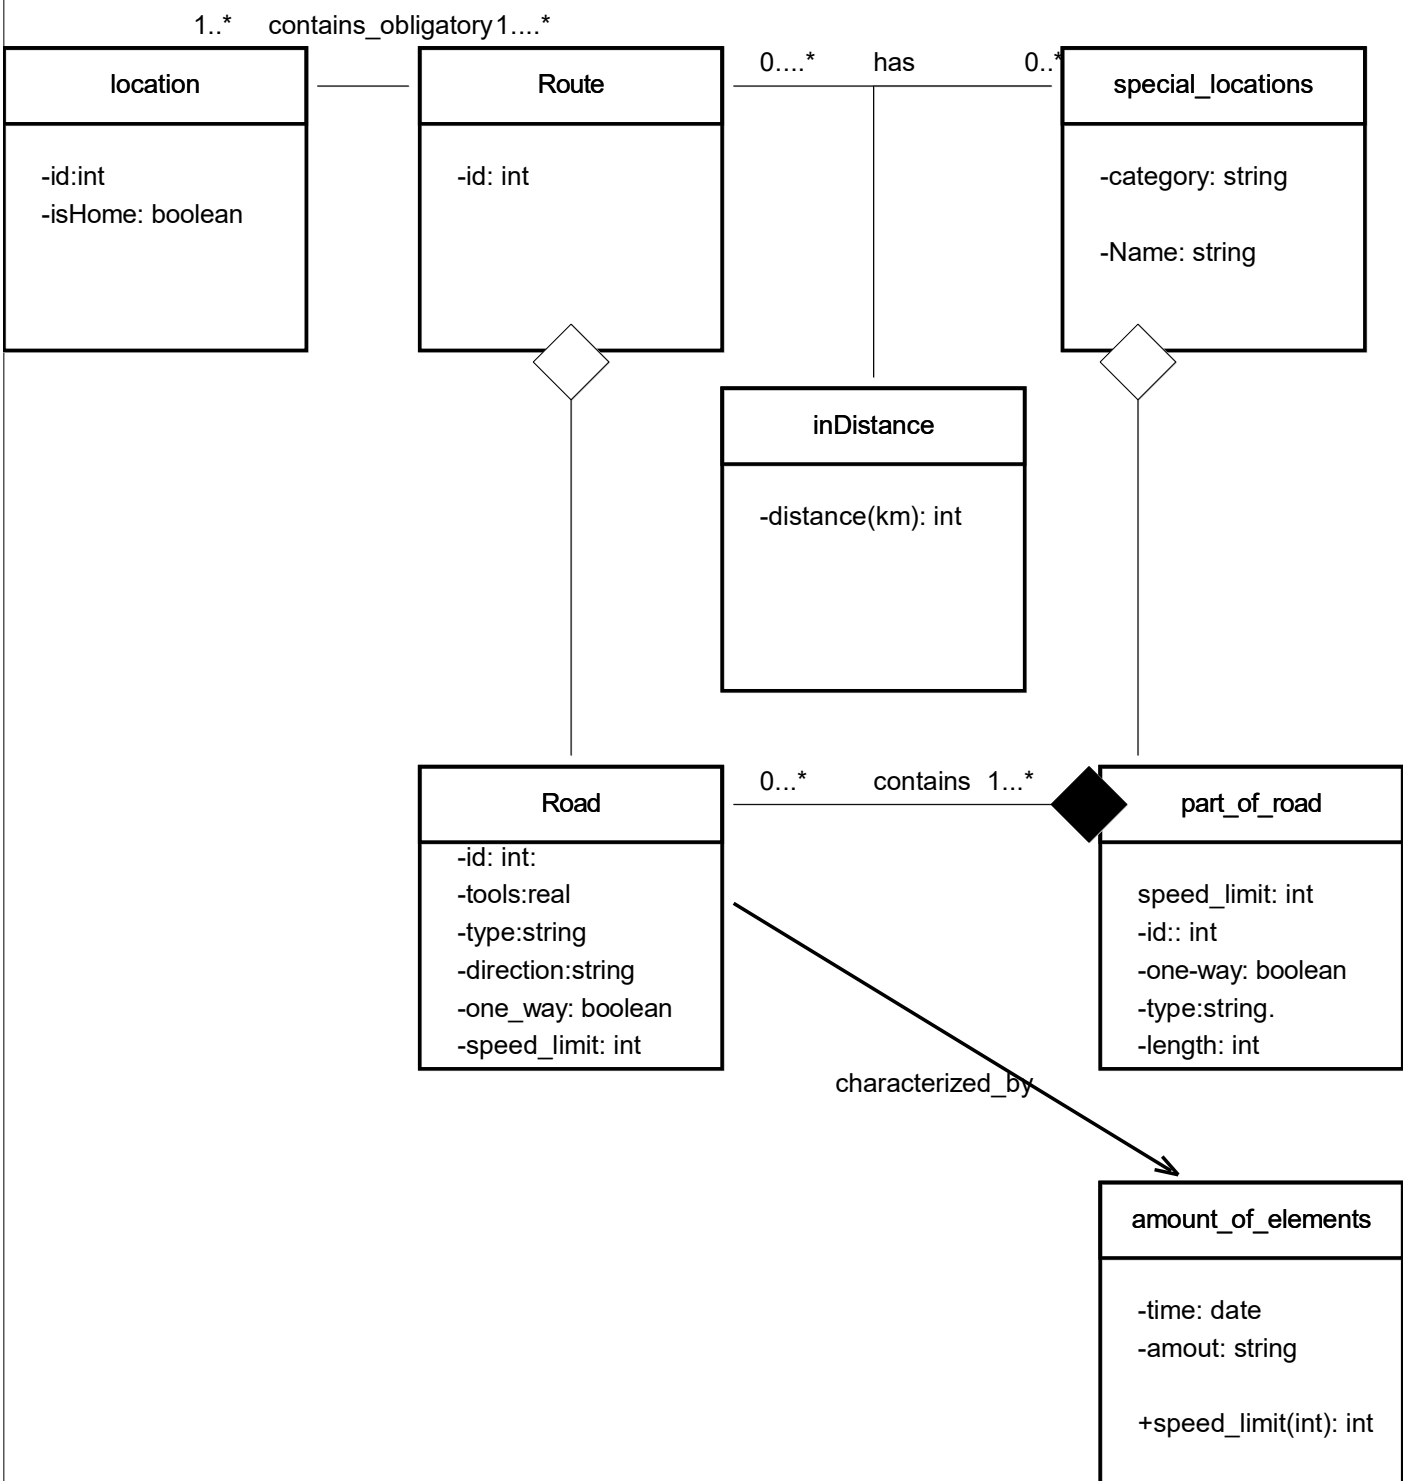 1..* contains_obligatory 1....*
location
-id:int
-isHome: boolean
Route
-id: int
0....* has 0..*
special_locations
-category: string
-Name: string
inDistance
-distance(km): int
Road
-id: int:
-tools:real
-type:string
-direction:string
-one_way: boolean
-speed_limit: int
0...* contains 1...*
part_of_road
speed_limit: int
-id:: int
-one-way: boolean
-type:string.
-length: int
characterized_by
amount_of_elements
-time: date
-amout: string
+speed_limit(int): int